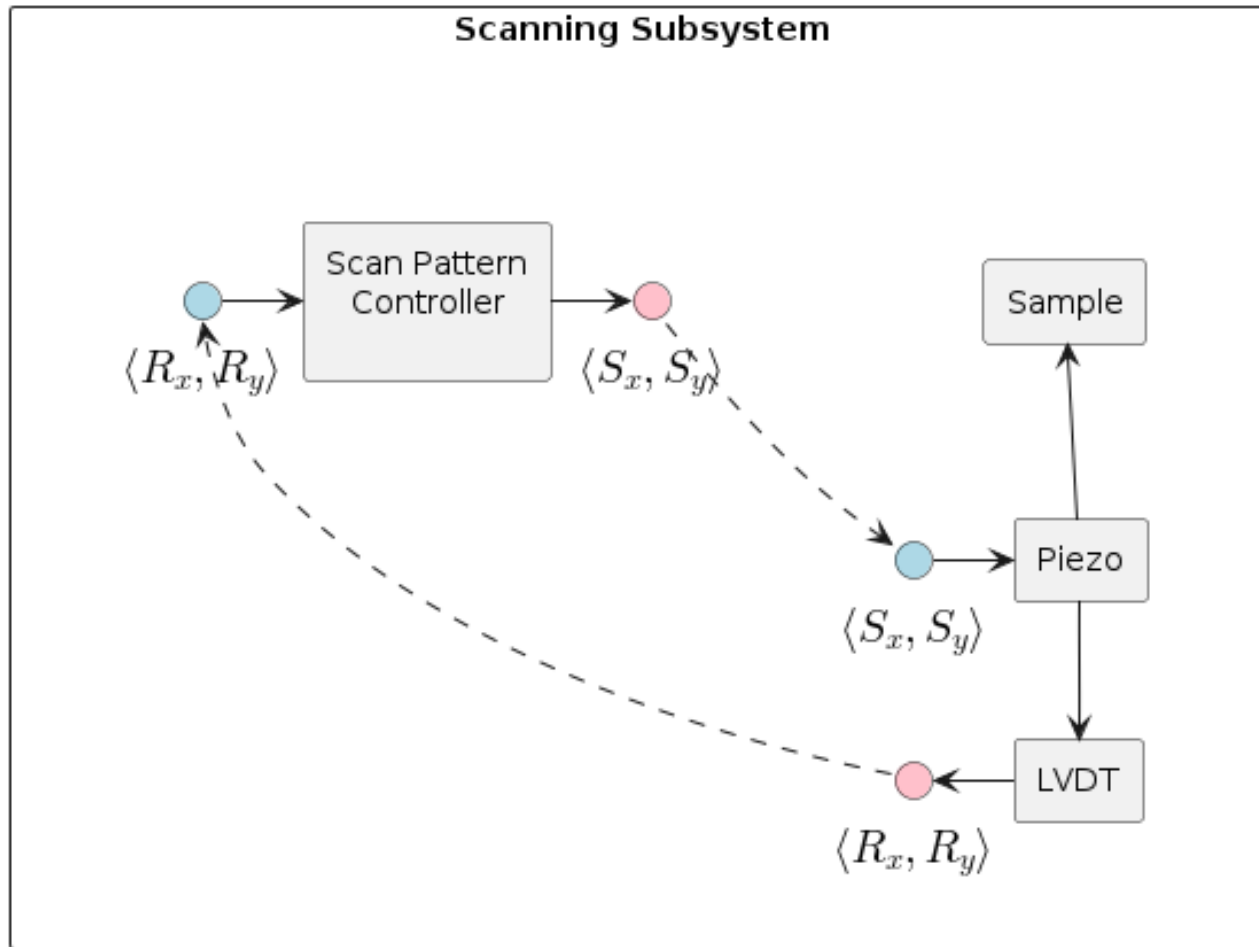 Scanning Subsystem
Scan Pattern
Controller
Sample
⟨R_x, R_y⟩
⟨S_x, S_y⟩
Piezo
⟨S_x, S_y⟩
LVDT
⟨R_x, R_y⟩